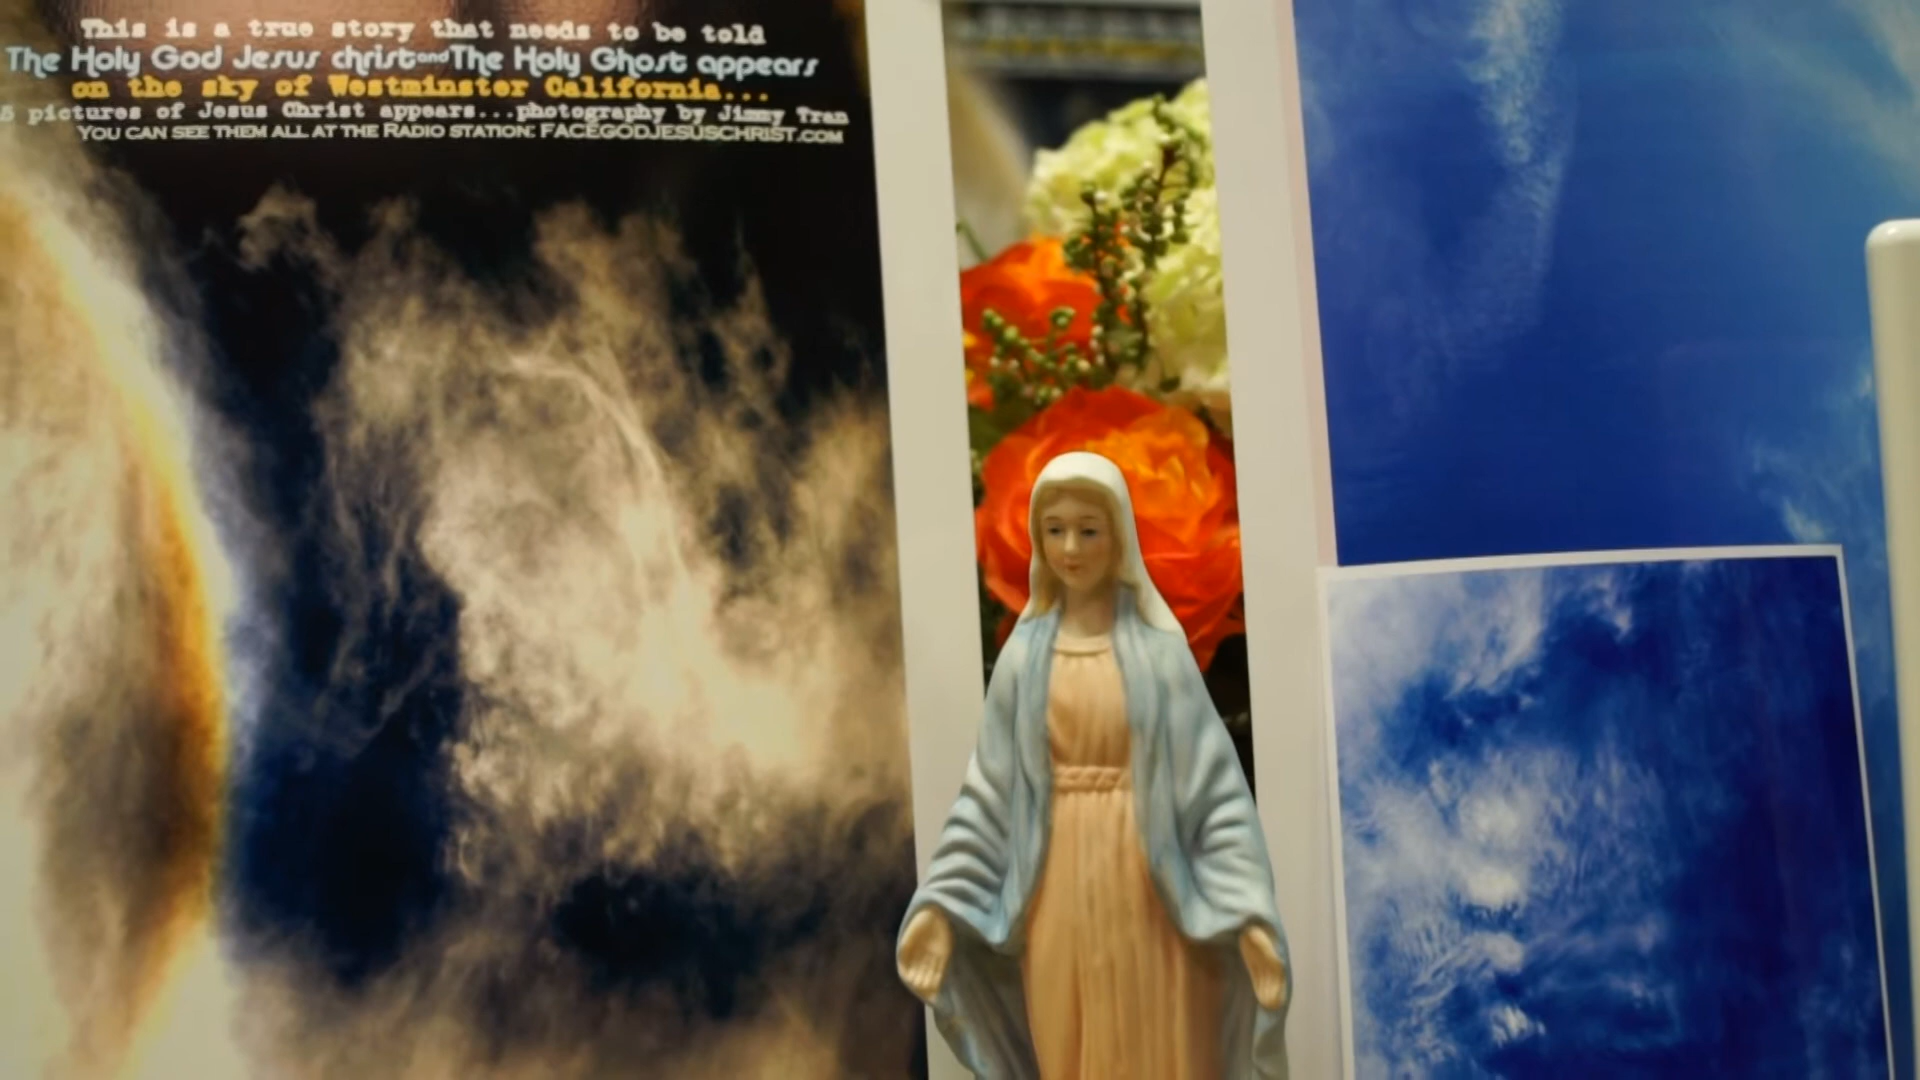 This is a true story that needs to be told
The Holy God Jesus christ and The Holy Ghost appears
on the sky of Westminster California...
5 pictures of Jesus Christ appears...photography by Jimmy Tran
YOU CAN SEE THEM ALL AT THE RADIO STATION: FACEGODJESUSCHRIST.COM